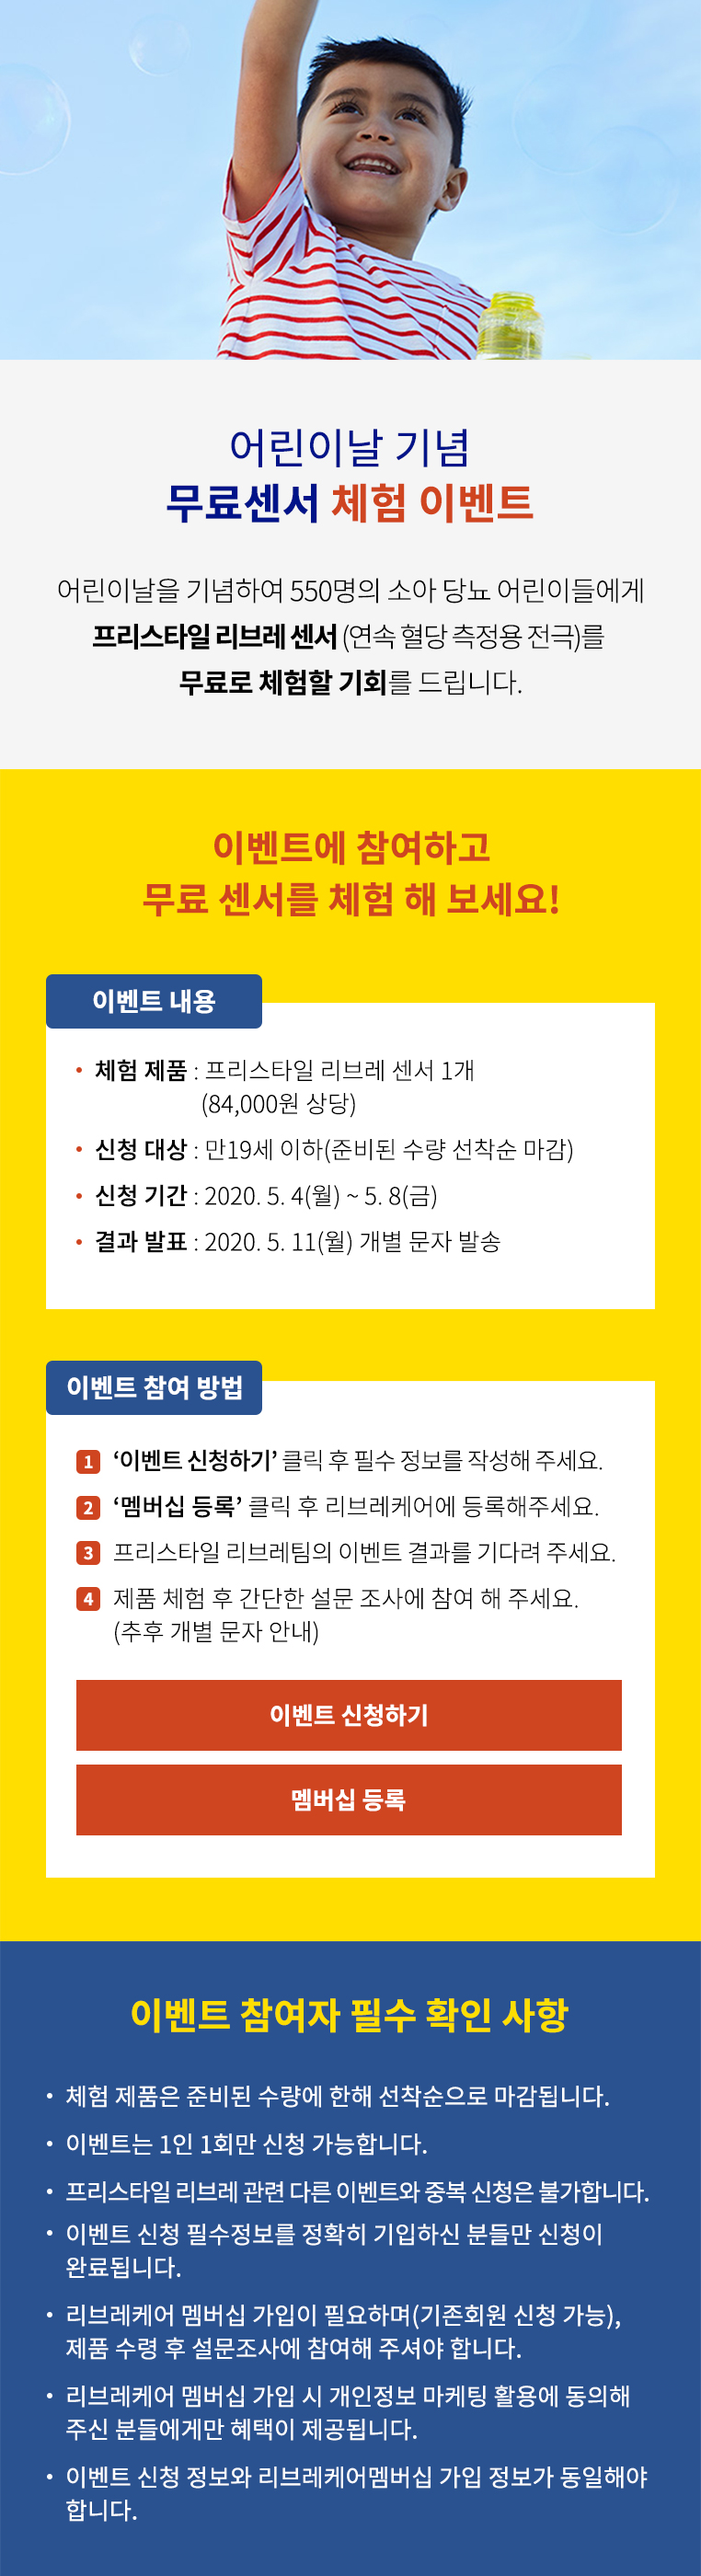 어린이날 기념
무료센서 체험 이벤트
어린이날을 기념하여 550명의 소아 당뇨 어린이들에게
프리스타일 리브레 센서 (연속 혈당 측정용 전극)를
무료로 체험할 기회를 드립니다.
이벤트에 참여하고
무료 센서를 체험 해 보세요!
이벤트 내용
• 체험 제품 : 프리스타일 리브레 센서 1개
(84,000원 상당)
• 신청 대상 : 만19세 이하(준비된 수량 선착순 마감)
• 신청 기간 : 2020. 5. 4(월) ~ 5. 8(금)
• 결과 발표 : 2020. 5. 11(월) 개별 문자 발송
이벤트 참여 방법
1 ‘이벤트 신청하기’ 클릭 후 필수 정보를 작성해 주세요.
2 ‘멤버십 등록’ 클릭 후 리브레케어에 등록해주세요.
3 프리스타일 리브레팀의 이벤트 결과를 기다려 주세요.
4 제품 체험 후 간단한 설문 조사에 참여 해 주세요.
(추후 개별 문자 안내)
이벤트 신청하기
멤버십 등록
이벤트 참여자 필수 확인 사항
• 체험 제품은 준비된 수량에 한해 선착순으로 마감됩니다.
• 이벤트는 1인 1회만 신청 가능합니다.
• 프리스타일 리브레 관련 다른 이벤트와 중복 신청은 불가합니다.
• 이벤트 신청 필수정보를 정확히 기입하신 분들만 신청이
완료됩니다.
• 리브레케어 멤버십 가입이 필요하며(기존회원 신청 가능),
제품 수령 후 설문조사에 참여해 주셔야 합니다.
• 리브레케어 멤버십 가입 시 개인정보 마케팅 활용에 동의해
주신 분들에게만 혜택이 제공됩니다.
• 이벤트 신청 정보와 리브레케어멤버십 가입 정보가 동일해야
합니다.